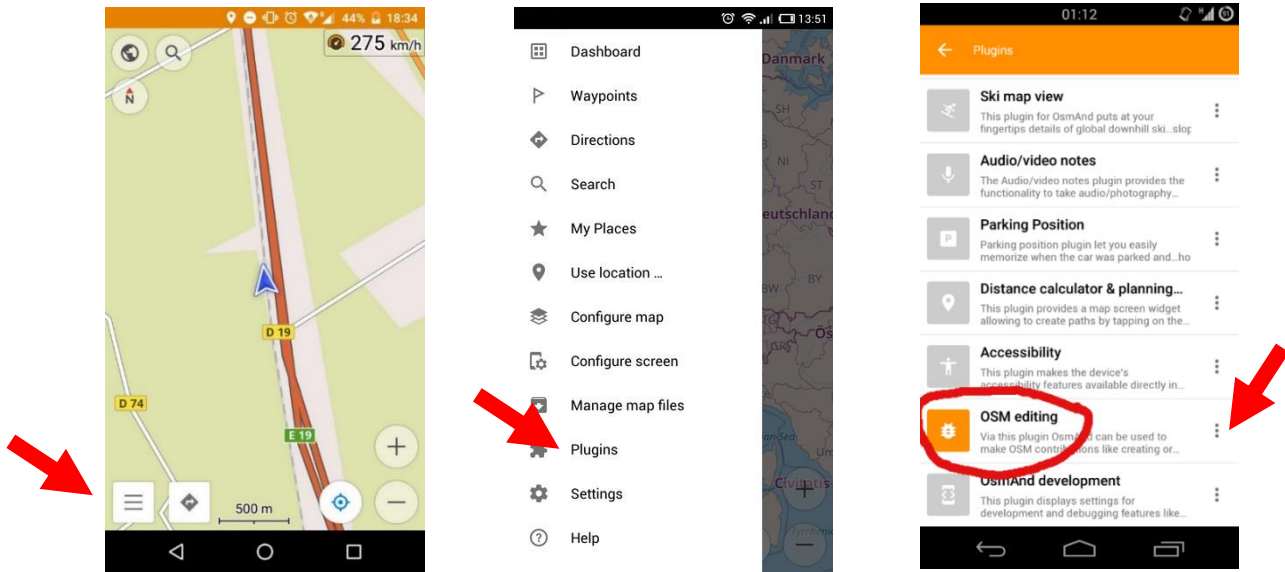 44% 18:34
275 km/h
N
D 19
D 74
E 19
500 m
13:51
Dashboard
Waypoints
Directions
Search
My Places
Use location ...
Configure map
Configure screen
Manage map files
Plugins
Settings
Help
Danmark
SH
NI
ST
eutschland
BW
BY
Ös
Civitatis
01:12
91
Plugins
Ski map view
This plugin for OsmAnd puts at your
fingertips details of global downhill ski...slop
Audio/video notes
The Audio/video notes plugin provides the
functionality to take audio/photography...
Parking Position
P
Parking position plugin let you easily
memorize when the car was parked and...ho
Distance calculator & planning...
This plugin provides a map screen widget
allowing to create paths by tapping on the...
Accessibility
This plugin makes the device's
accessibility features available directly in...
OSM editing
Via this plugin OsmAnd can be used to
make OSM contributions like creating or...
OsmAnd development
This plugin displays settings for
development and debugging features like...